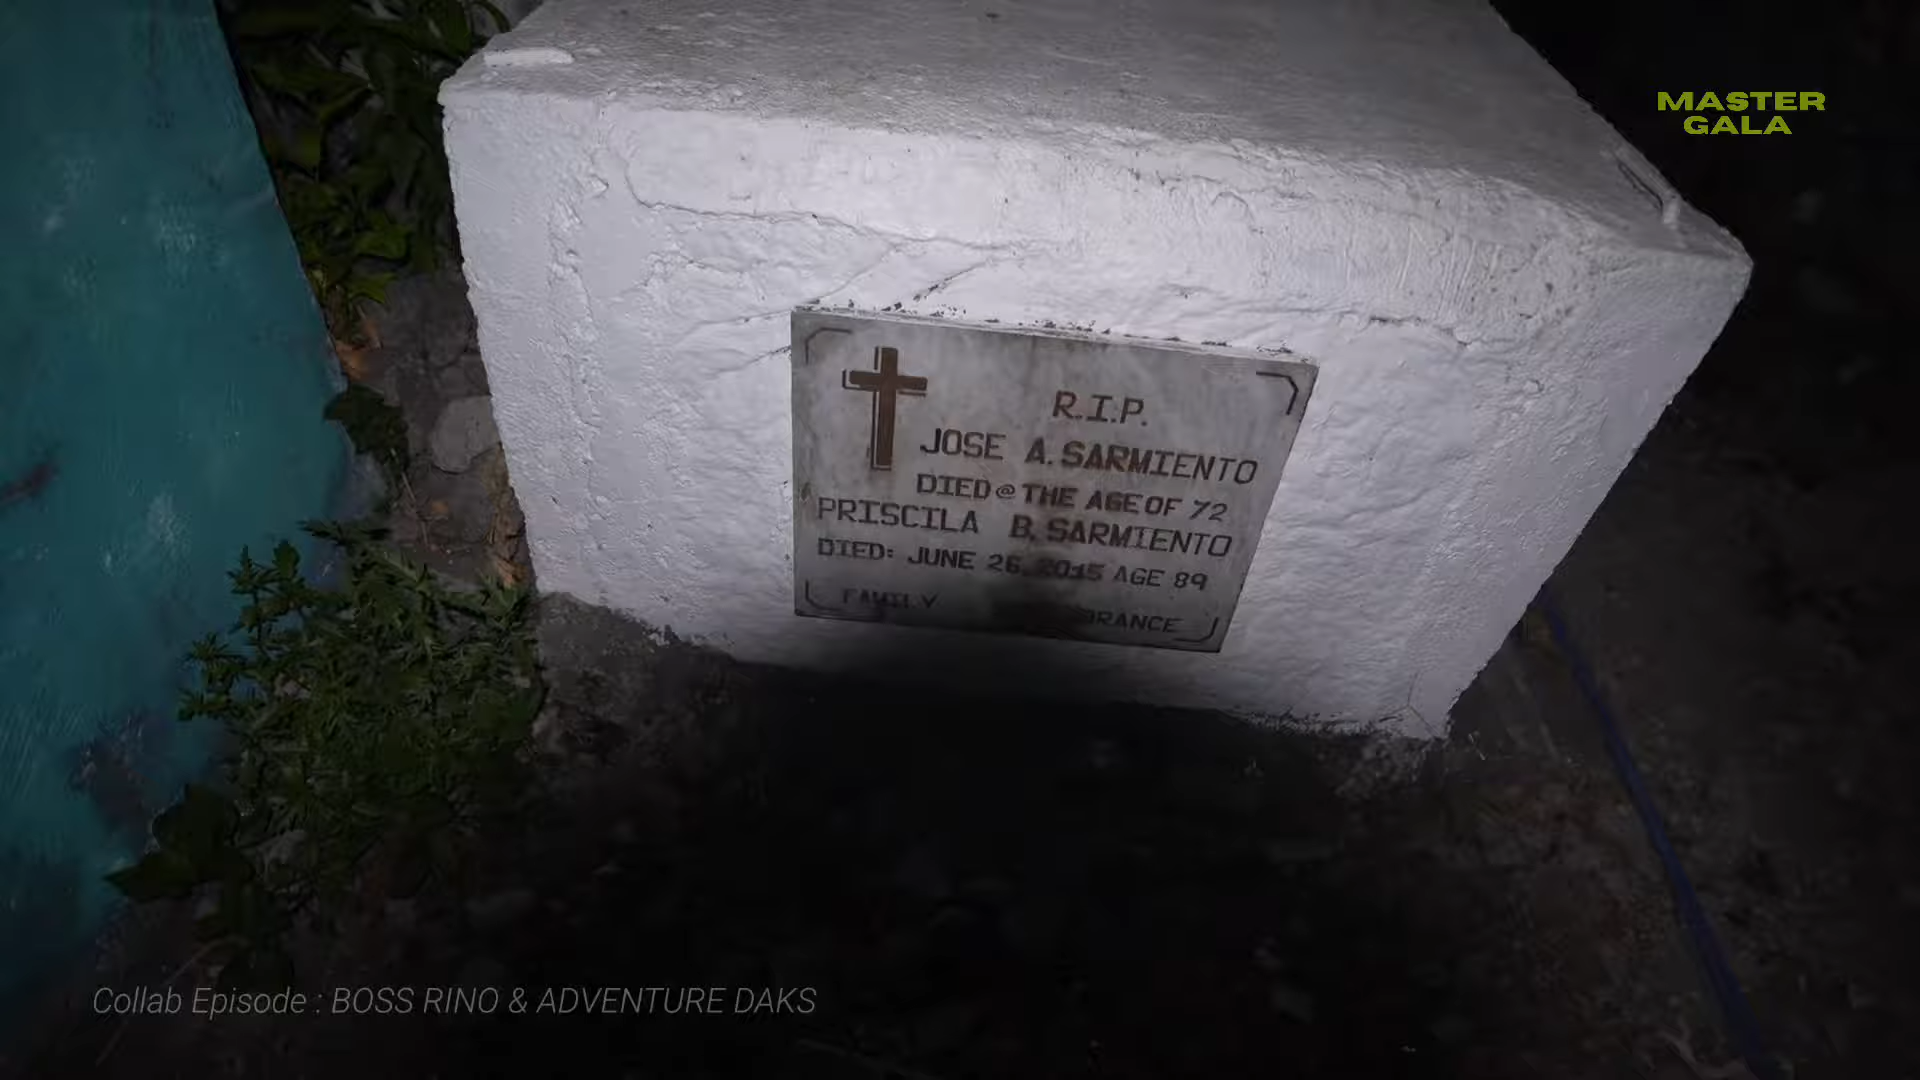 MASTER
GALA
R.I.P.
JOSE A. SARMIENTO
DIED @ THE AGE OF 72
PRISCILA B. SARMIENTO
DIED: JUNE 26, 2015 AGE 89
FAMILY
Collab Episode : BOSS RINO & ADVENTURE DAKS